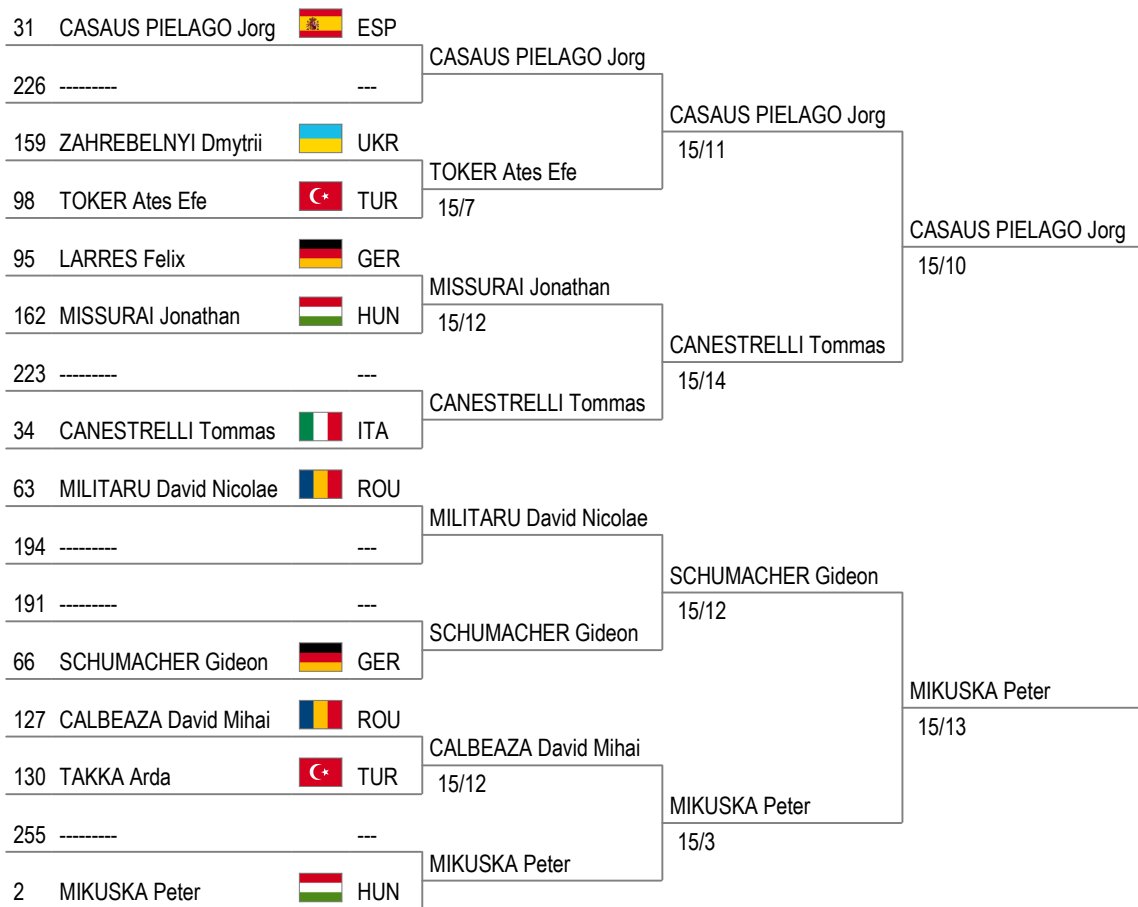 31 CASAUS PIELAGO Jorg ESP
CASAUS PIELAGO Jorg
226 --------- ---
CASAUS PIELAGO Jorg
15/11
159 ZAHREBELNYI Dmytrii UKR
TOKER Ates Efe
15/7
98 TOKER Ates Efe TUR
CASAUS PIELAGO Jorg
15/10
95 LARRES Felix GER
MISSURAI Jonathan
15/12
162 MISSURAI Jonathan HUN
CANESTRELLI Tommas
15/14
223 --------- ---
CANESTRELLI Tommas
34 CANESTRELLI Tommas ITA
63 MILITARU David Nicolae ROU
MILITARU David Nicolae
194 --------- ---
SCHUMACHER Gideon
15/12
191 --------- ---
SCHUMACHER Gideon
66 SCHUMACHER Gideon GER
MIKUSKA Peter
15/13
127 CALBEAZA David Mihai ROU
CALBEAZA David Mihai
15/12
130 TAKKA Arda TUR
MIKUSKA Peter
15/3
255 --------- ---
MIKUSKA Peter
2 MIKUSKA Peter HUN